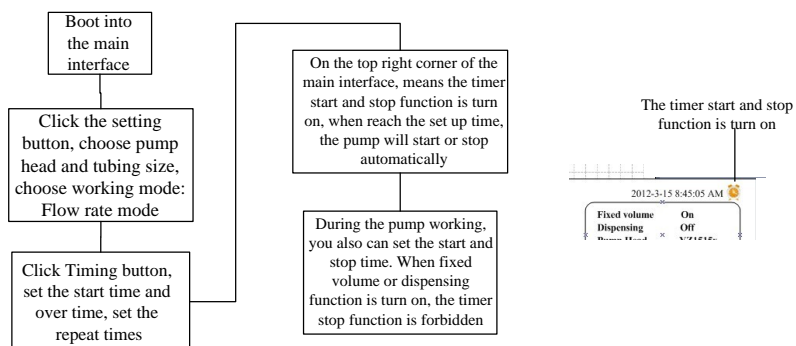 Boot into
the main
interface
Click the setting
button, choose pump
head and tubing size,
choose working mode:
Flow rate mode
Click Timing button,
set the start time and
over time, set the
repeat times
On the top right corner of the
main interface, means the timer
start and stop function is turn
on, when reach the set up time,
the pump will start or stop
automatically
During the pump working,
you also can set the start and
stop time. When fixed
volume or dispensing
function is turn on, the timer
stop function is forbidden
The timer start and stop
function is turn on
2012-3-15 8:45:05 AM
Fixed volume On
Dispensing Off
Pump Head